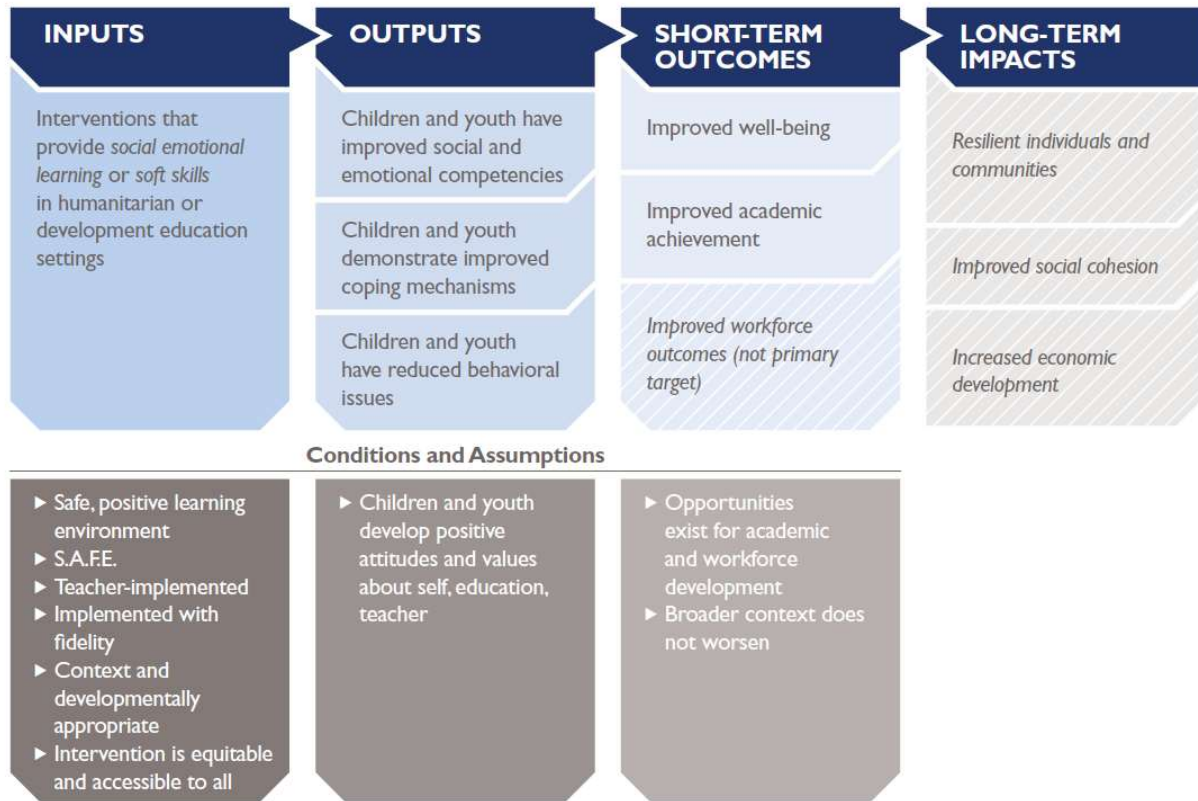 INPUTS
Interventions that
provide social emotional
learning or soft skills
in humanitarian or
development education
settings
OUTPUTS
Children and youth have
improved social and
emotional competencies
Children and youth
demonstrate improved
coping mechanisms
Children and youth
have reduced behavioral
issues
SHORT-TERM
OUTCOMES
Improved well-being
Improved academic
achievement
Improved workforce
outcomes (not primary
target)
LONG-TERM
IMPACTS
Resilient individuals and
communities
Improved social cohesion
Increased economic
development
Conditions and Assumptions
▶ Safe, positive learning
environment
▶ S.A.F.E.
▶ Teacher-implemented
▶ Implemented with
fidelity
▶ Context and
developmentally
appropriate
▶ Intervention is equitable
and accessible to all
▶ Children and youth
develop positive
attitudes and values
about self, education,
teacher
▶ Opportunities
exist for academic
and workforce
development
▶ Broader context does
not worsen